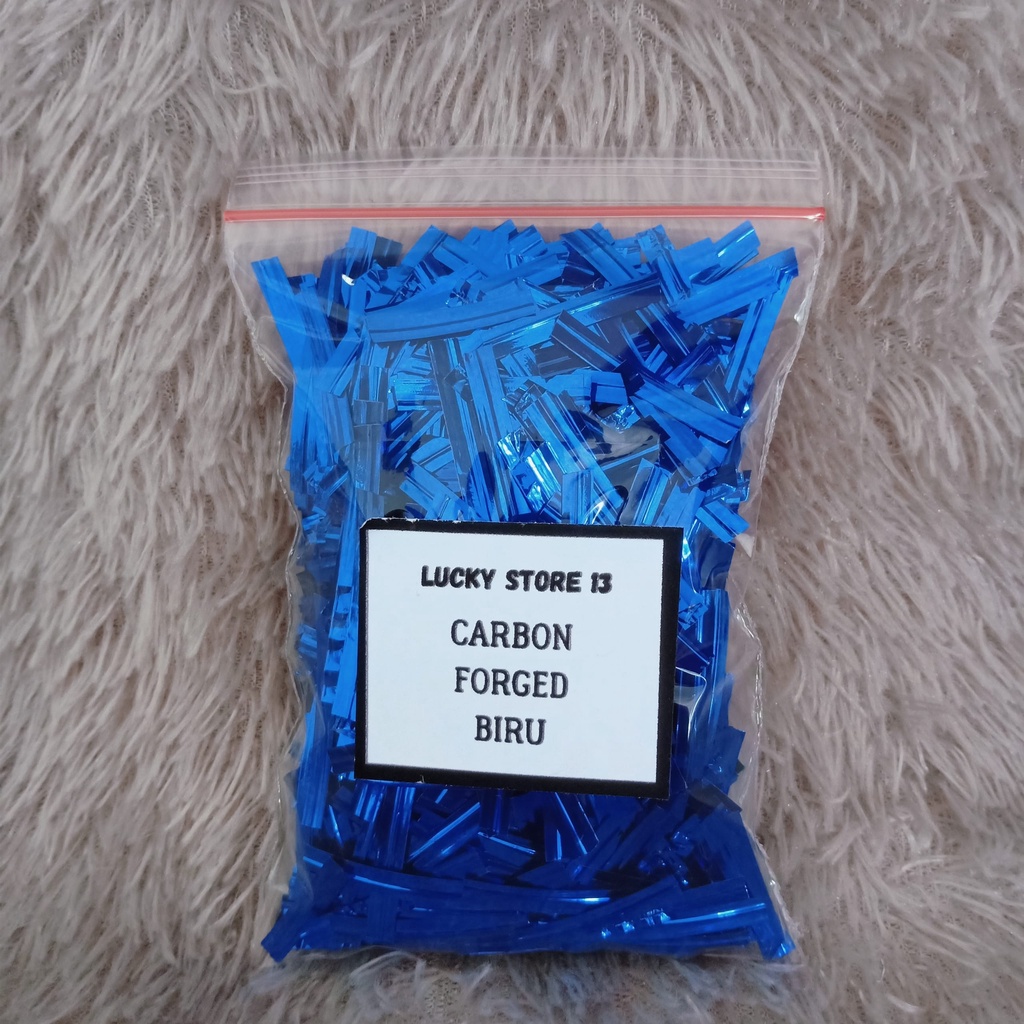 LUCKY STORE 13
CARBON
FORGED
BIRU